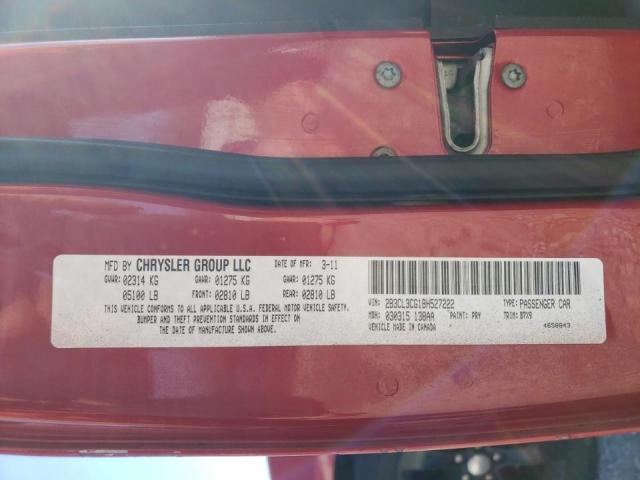 MFD BY CHRYSLER GROUP LLC DATE OF MFR: 3-11
GVWR: 02314 KG GAWR: 01275 KG GAWR: 01275 KG
05100 LB FRONT: 02810 LB REAR: 02810 LB
THIS VEHICLE CONFORMS TO ALL APPLICABLE U.S.A. FEDERAL MOTOR VEHICLE SAFETY,
BUMPER AND THEFT PREVENTION STANDARDS IN EFFECT ON
THE DATE OF MANUFACTURE SHOWN ABOVE.
VIN: 2B3CL3CG1BH527222 TYPE: PASSENGER CAR
MDH: 030315 138AA PAINT: PRY TRIM: B7X9
MADE IN CANADA
4658843